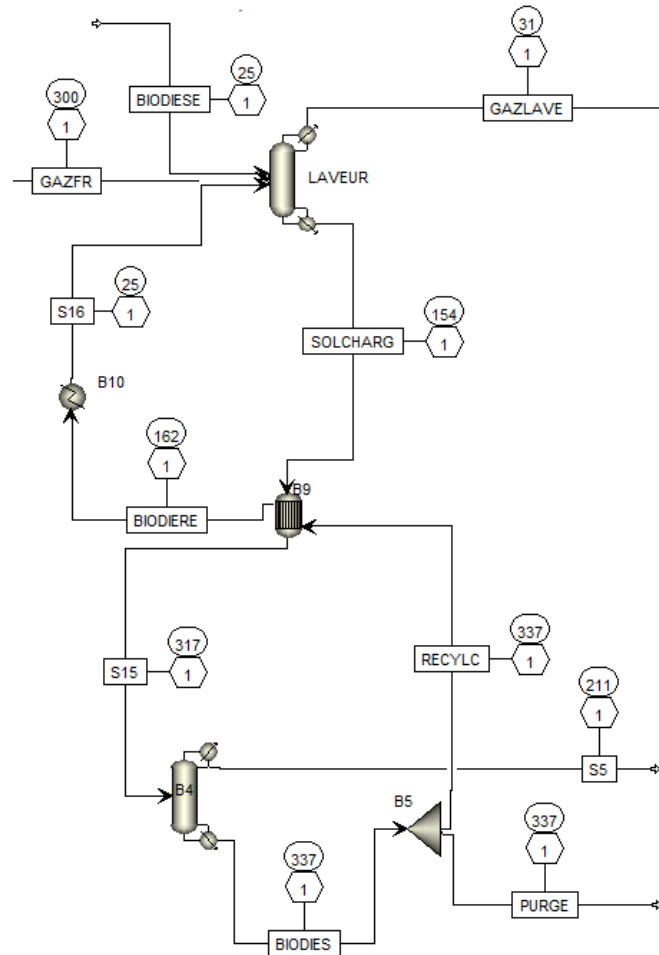 31
1
GAZLAVE
25
1
BIODIESE
300
1
GAZFR
LAVEUR
25
1
S16
154
1
SOLCHARG
B10
162
1
BIODIERE
B9
317
1
S15
337
1
RECYLC
211
1
S5
B4
B5
337
1
PURGE
337
1
BIODIES